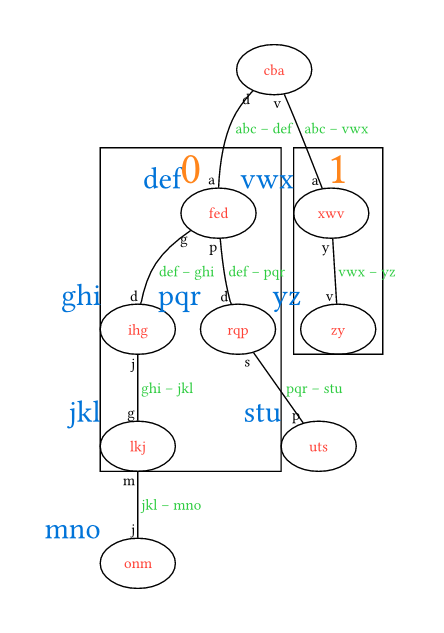 cba
d v
abc – def abc – vwx
def 0 vwx 1
a a
fed xwv
g p y
def – ghi def – pqr vwx – yz
ghi d pqr d yz v
ihg rqp zy
j s
ghi – jkl pqr – stu
jkl g stu p
lkj uts
m
jkl – mno
mno j
onm